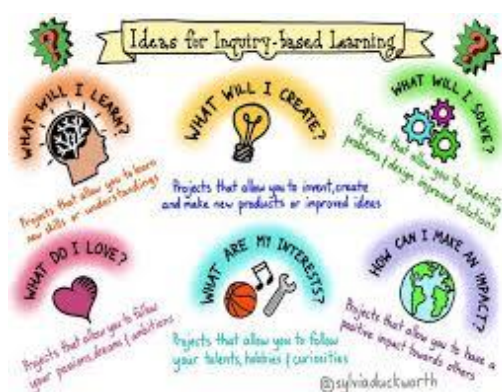 Ideas for Inquiry-based Learning
WHAT WILL I LEARN?
Projects that allow you to learn
new skills or understandings
WHAT WILL I CREATE?
Projects that allow you to invent, create
and make new products or improved ideas
WHAT WILL I SOLVE?
Projects that allow you to identify
problems & design improved solutions
WHAT DO I LOVE?
Projects that allow you to follow
your passions, dreams & ambitions
WHAT ARE MY INTERESTS?
Projects that allow you to follow
your talents, hobbies & curiosities
HOW CAN I MAKE AN IMPACT?
Projects that allow you to have a
positive impact towards others
@sylviaduckworth